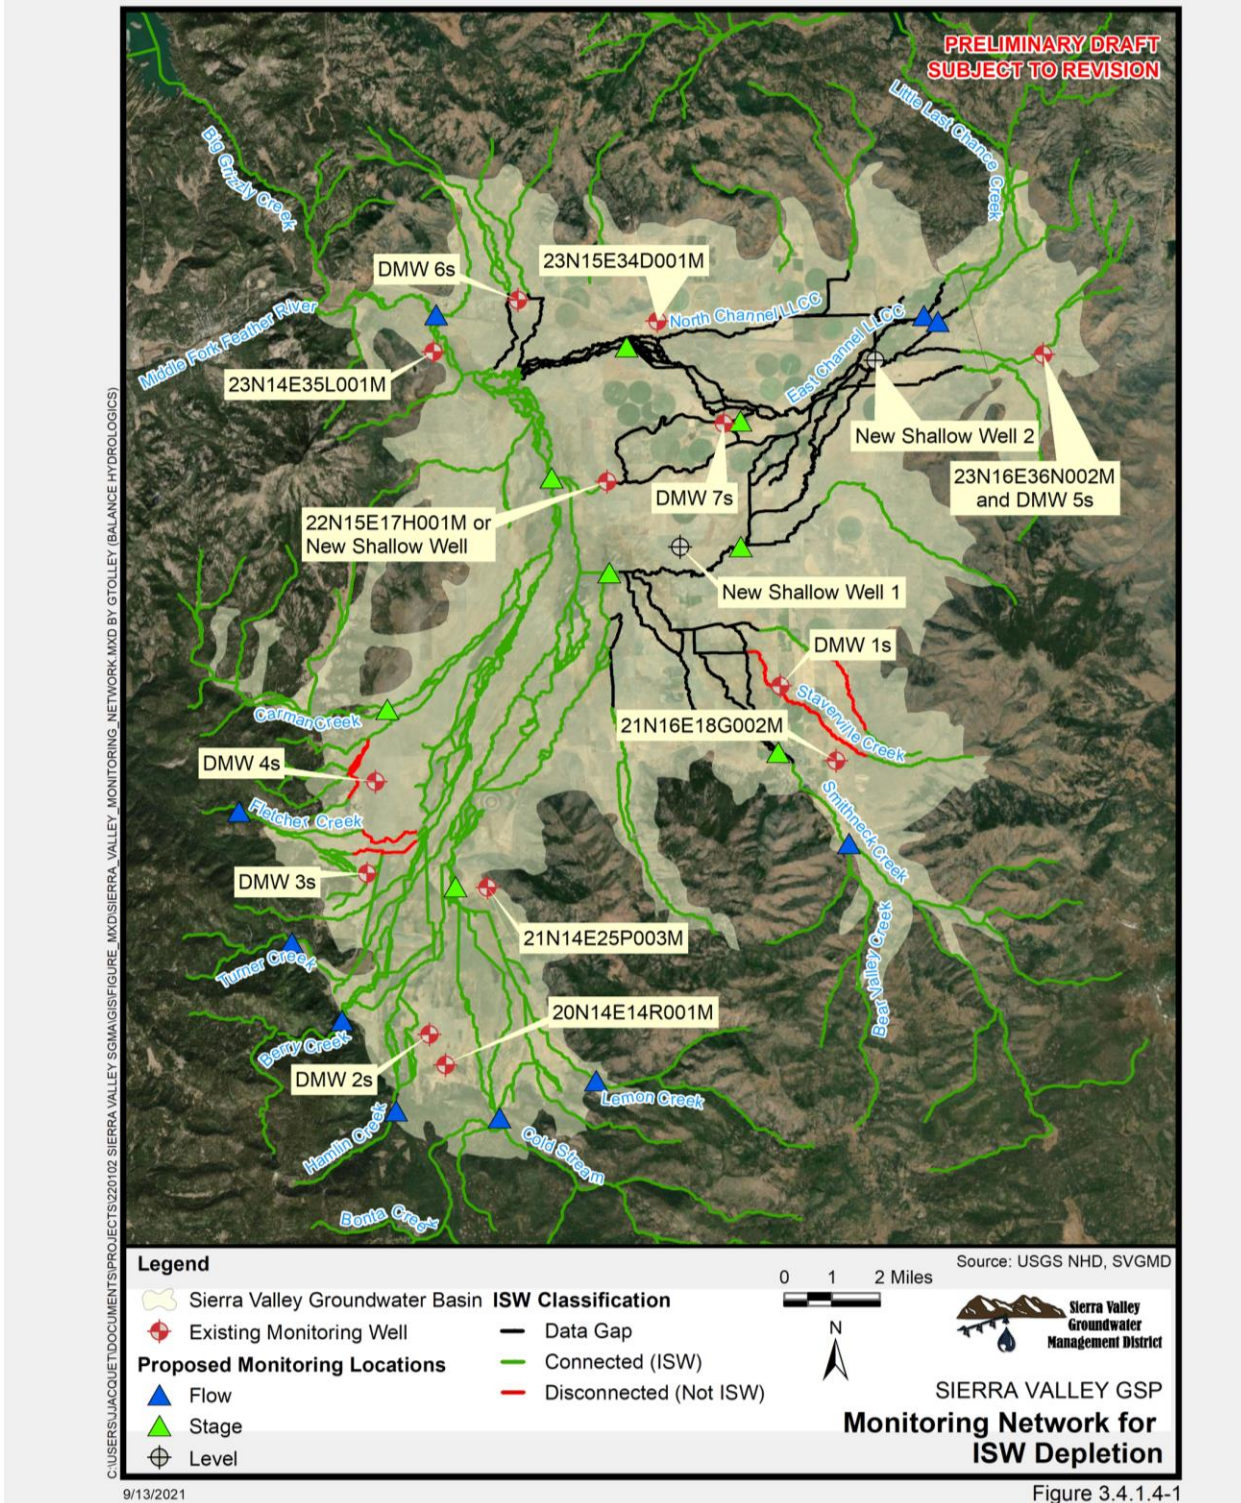 PRELIMINARY DRAFT
SUBJECT TO REVISION
Little Last Chance Creek
Big Grizzly Creek
DMW 6s
23N15E34D001M
North Channel LLCC
East Channel LLCC
Middle Fork Feather River
23N14E35L001M
New Shallow Well 2
23N16E36N002M
and DMW 5s
DMW 7s
22N15E17H001M or
New Shallow Well
New Shallow Well 1
DMW 1s
Staverville Creek
21N16E18G002M
Carman Creek
DMW 4s
Fletcher Creek
Smithneck Creek
DMW 3s
21N14E25P003M
Turner Creek
Bear Valley Creek
20N14E14R001M
Berry Creek
DMW 2s
Lemon Creek
Hamlin Creek
Cold Stream
Bonta Creek
C:\USERS\JJACQUET\DOCUMENTS\PROJECTS\220102 SIERRA VALLEY SGMA\GIS\FIGURE_MXD\SIERRA_VALLEY_MONITORING_NETWORK.MXD BY GTOLLEY (BALANCE HYDROLOGICS)
Legend
Sierra Valley Groundwater Basin
Existing Monitoring Well
Proposed Monitoring Locations
Flow
Stage
Level
ISW Classification
Data Gap
Connected (ISW)
Disconnected (Not ISW)
0 1 2 Miles
N
Source: USGS NHD, SVGMD
Sierra Valley
Groundwater
Management District
SIERRA VALLEY GSP
Monitoring Network for
ISW Depletion
9/13/2021
Figure 3.4.1.4-1